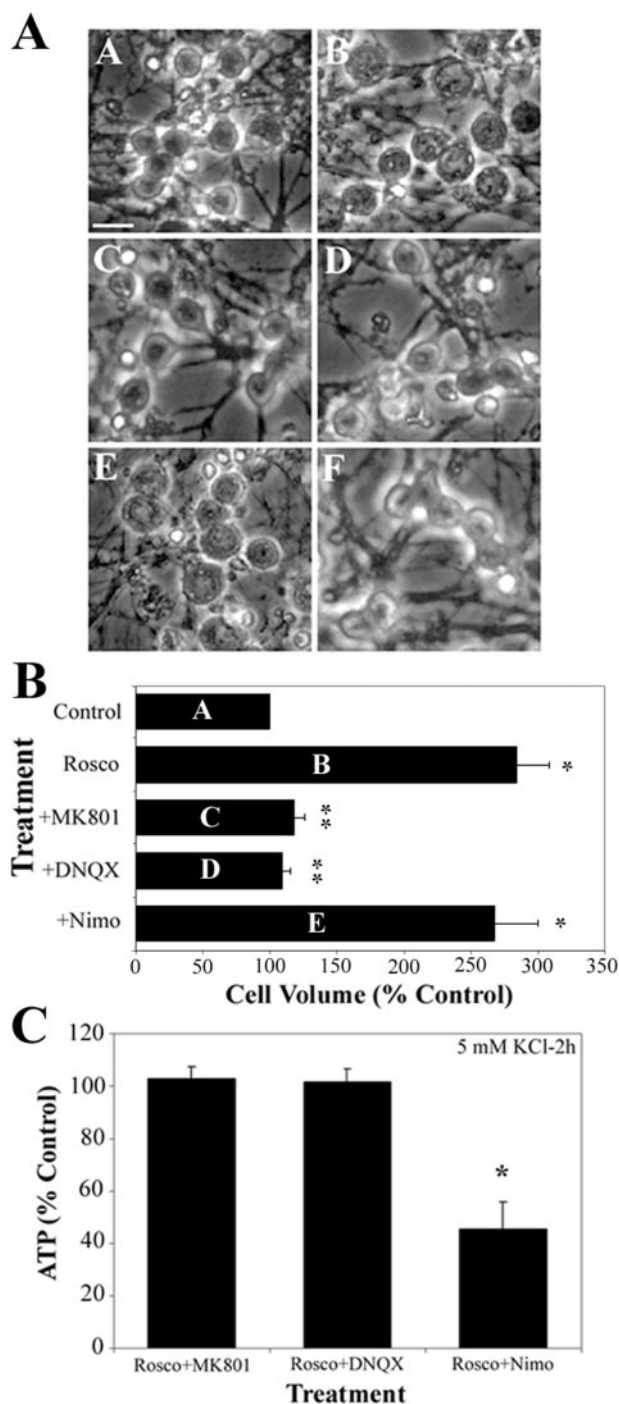 A
A
B
C
D
E
F
B
Treatment
Control
A
Rosco
B
*
+MK801
C
**
+DNQX
D
**
+Nimo
E
*
0 50 100 150 200 250 300 350
Cell Volume (% Control)
C
ATP (% Control)
120
100
80
60
40
20
0
5 mM KCl-2h
*
Rosco+MK801 Rosco+DNQX Rosco+Nimo
Treatment